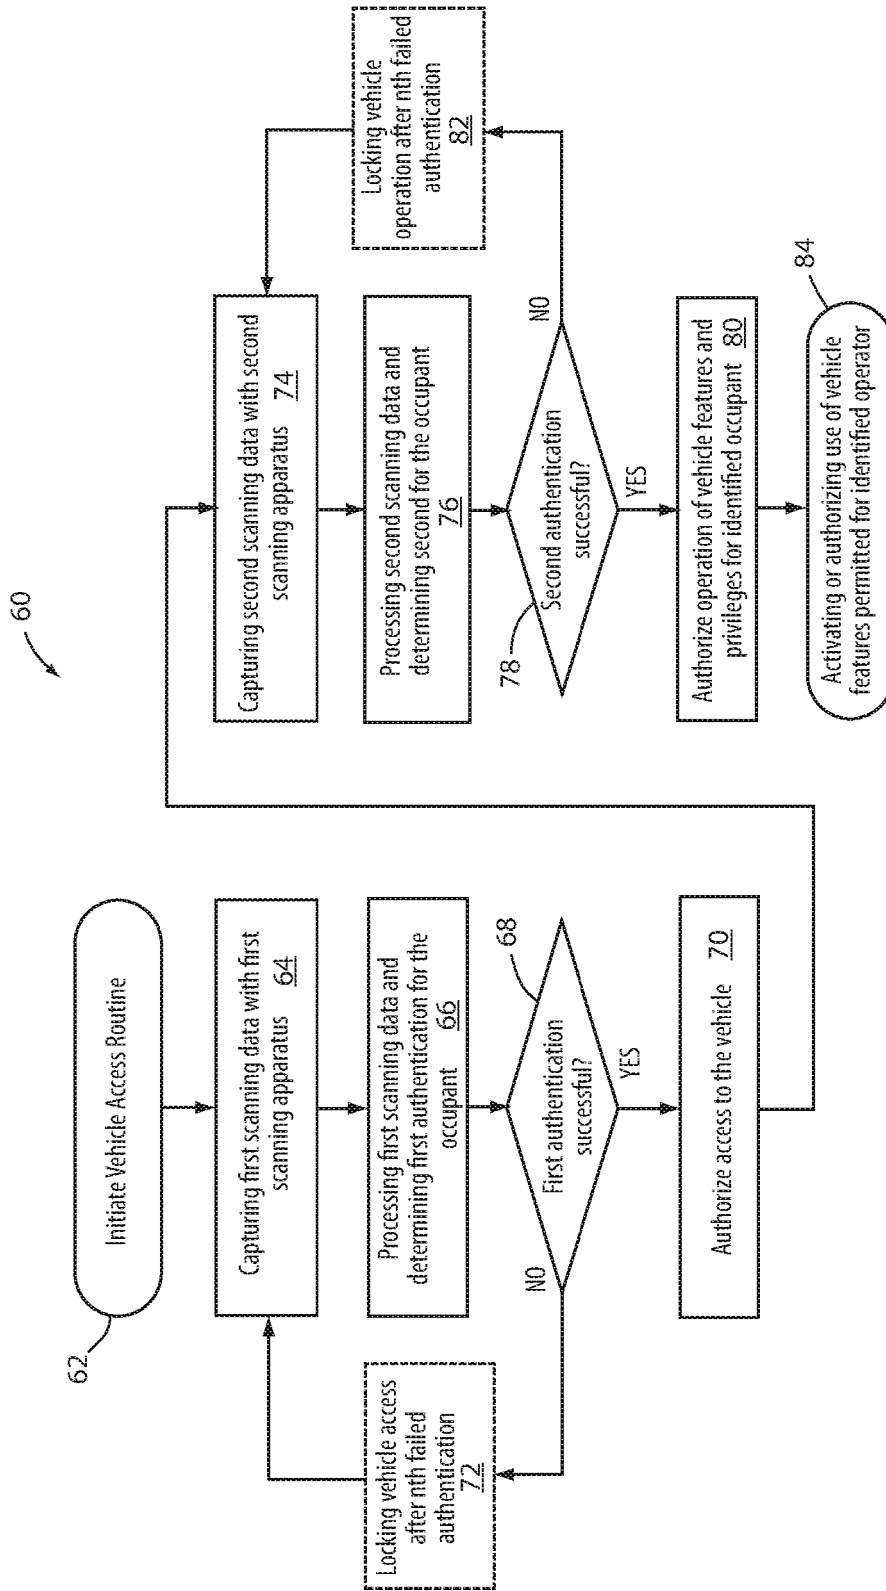 60
62
Initiate Vehicle Access Routine
Capturing first scanning data with first
scanning apparatus 64
Processing first scanning data and
determining first authentication for the
occupant 66
68
First authentication
successful?
NO
YES
Locking vehicle access
after nth failed
authentication
72
Authorize access to the vehicle 70
Capturing second scanning data with second
scanning apparatus 74
Processing second scanning data and
determining second for the occupant
76
78
Second authentication
successful?
NO
YES
Locking vehicle
operation after nth failed
authentication
82
Authorize operation of vehicle features and
privileges for identified occupant 80
84
Activating or authorizing use of vehicle
features permitted for identified operator